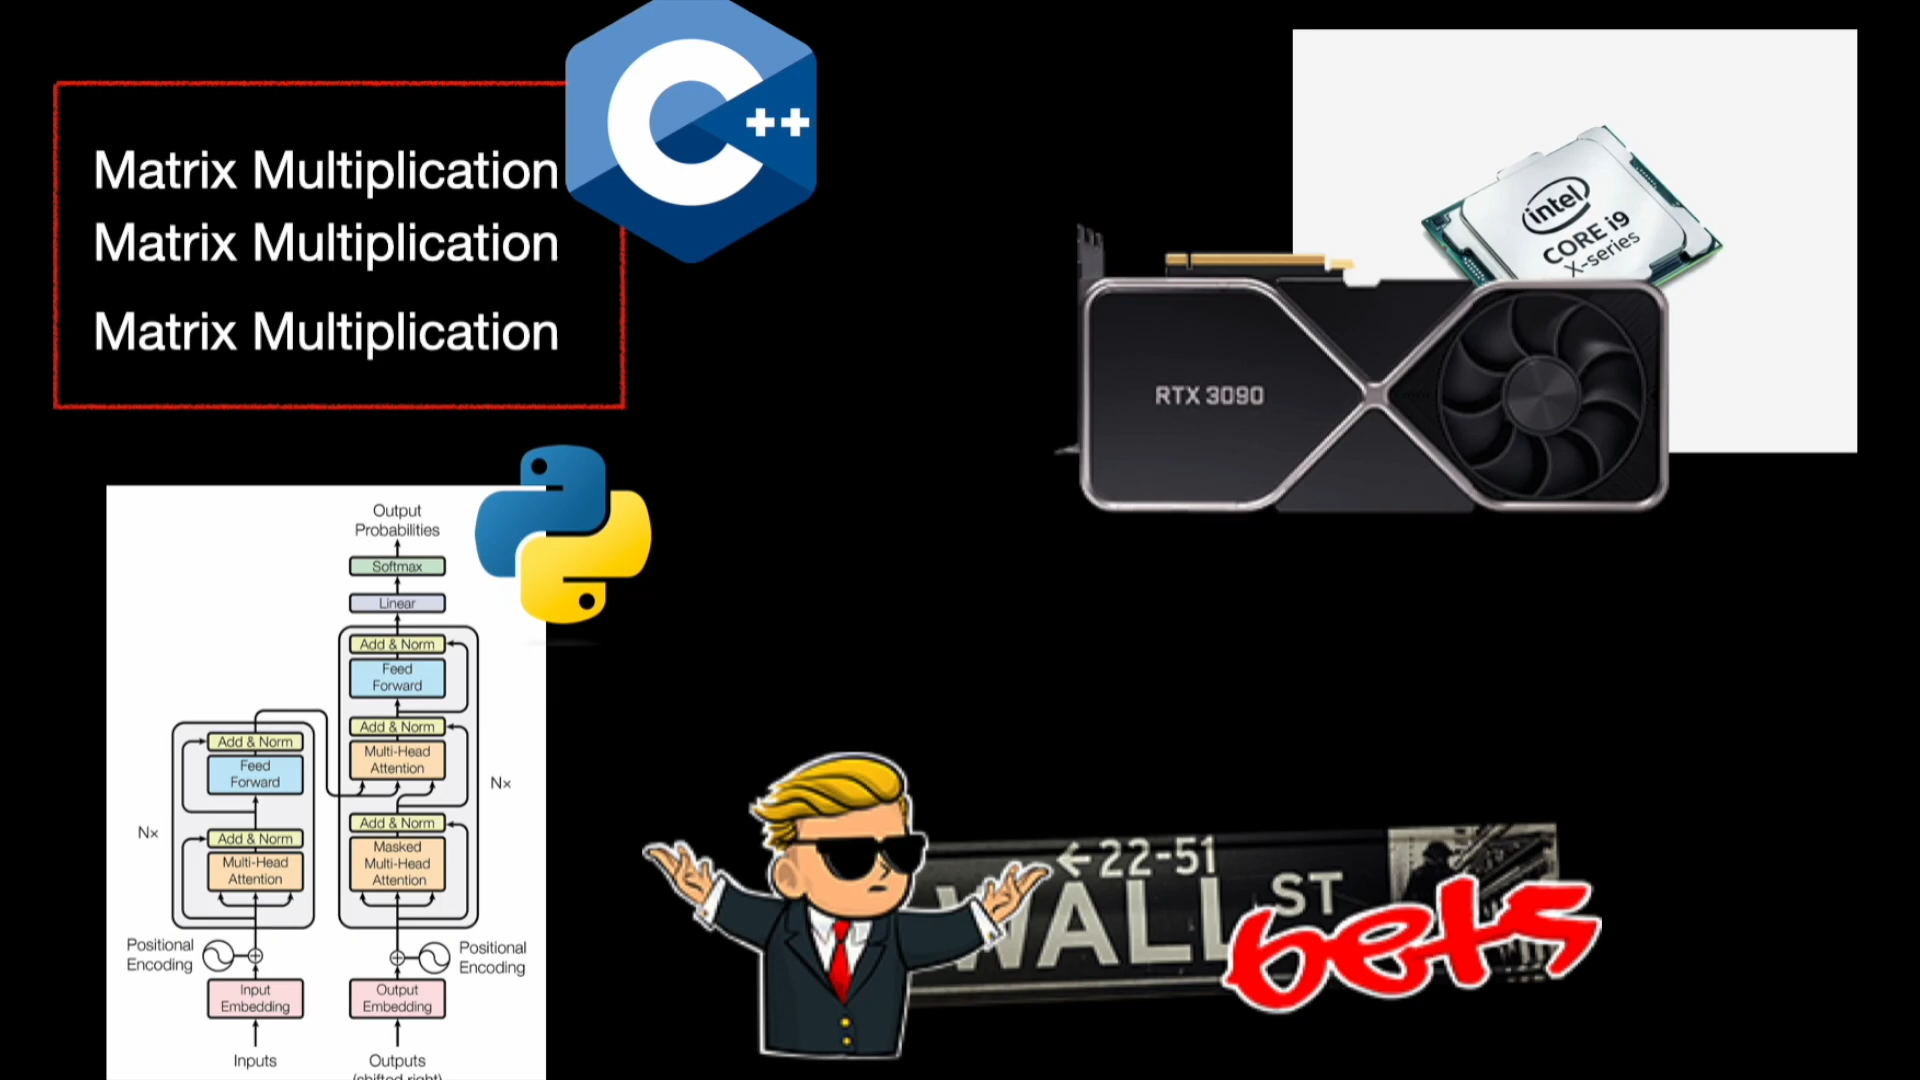 Matrix Multiplication
Matrix Multiplication
Matrix Multiplication
++
intel
CORE i9
X-series
RTX 3090
Output
Probabilities
Softmax
Linear
Add & Norm
Feed
Forward
Add & Norm
Multi-Head
Attention
Nx
Add & Norm
Masked
Multi-Head
Attention
Add & Norm
Feed
Forward
Nx
Add & Norm
Multi-Head
Attention
Positional
Encoding
Positional
Encoding
Input
Embedding
Output
Embedding
Inputs
Outputs
(shifted right)
←22-51
WALL ST
bets